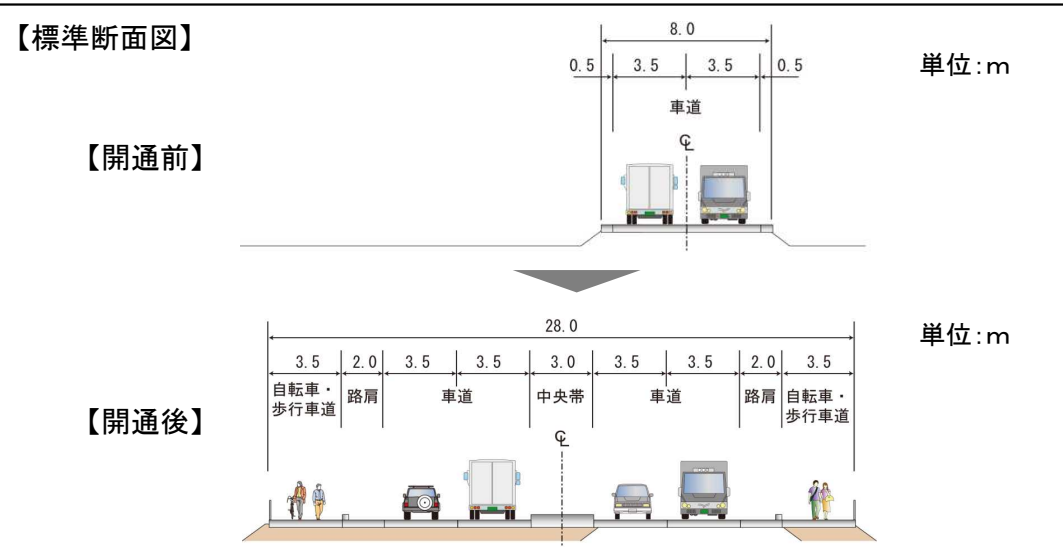 【標準断面図】
8.0
単位:m
0.5 3.5 3.5 0.5
車道
【開通前】
CL
28.0
単位:m
3.5 2.0 3.5 3.5 3.0 3.5 3.5 2.0 3.5
自転車・
歩行車道
路肩
車道
中央帯
車道
路肩
自転車・
歩行車道
【開通後】
CL